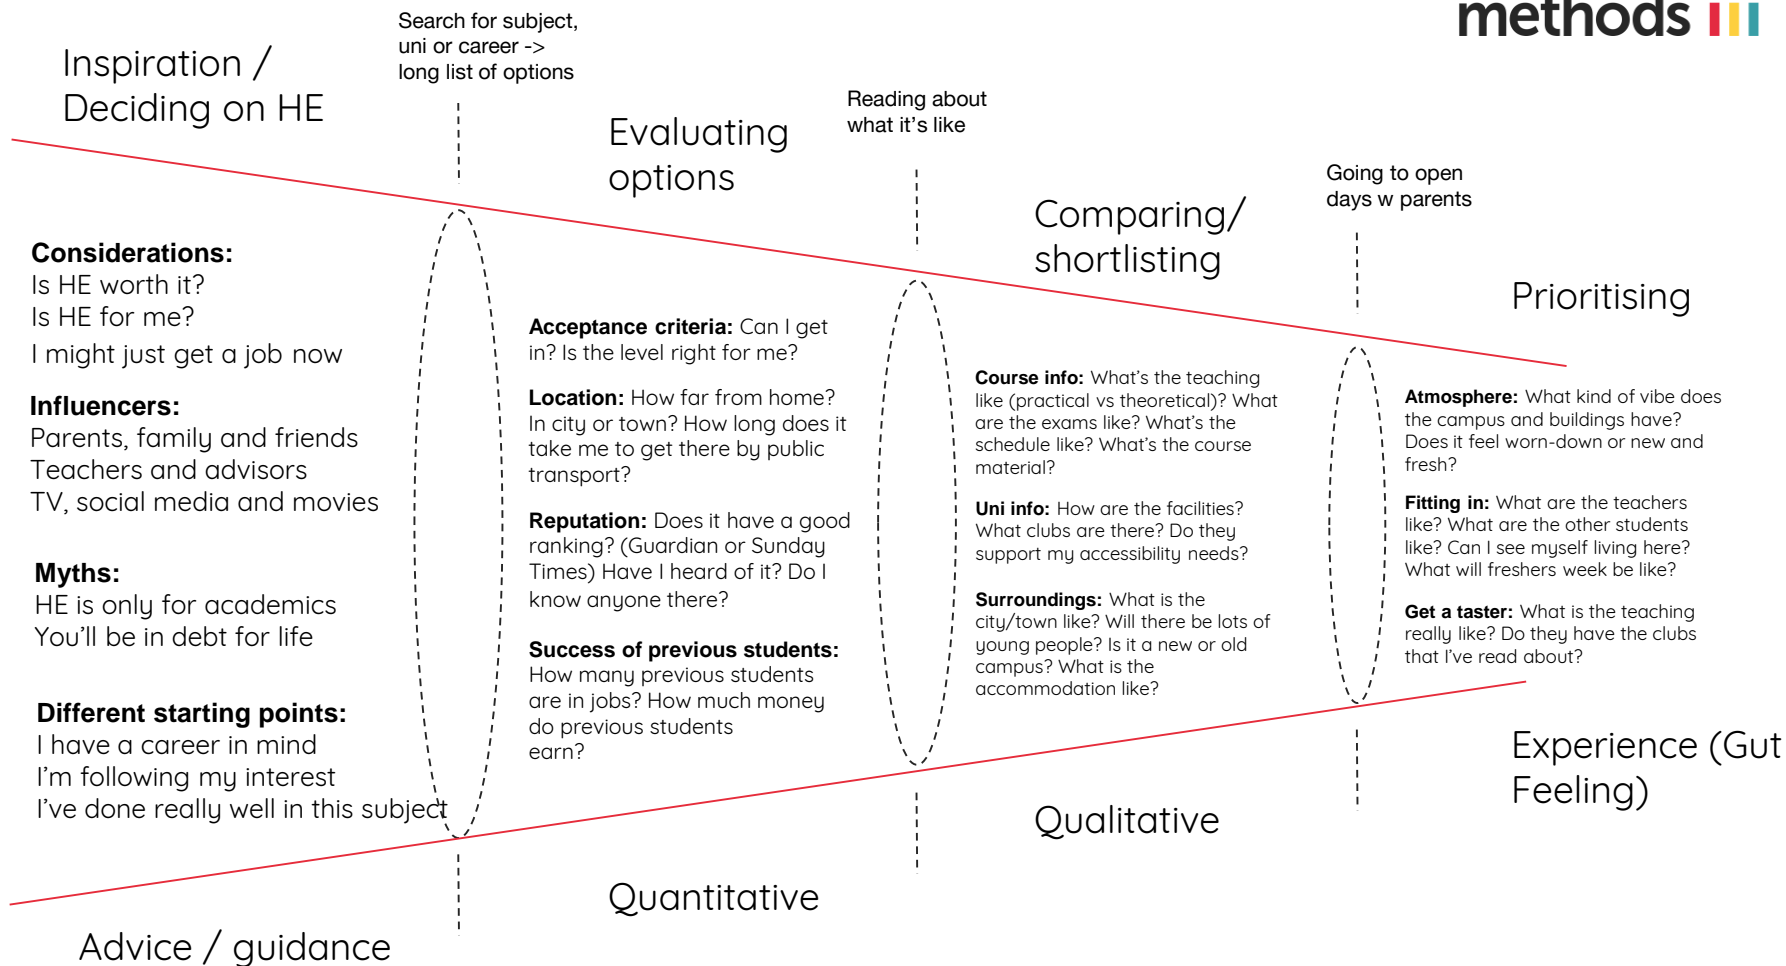 methods
Search for subject,
uni or career ->
long list of options
Inspiration /
Deciding on HE
Reading about
what it's like
Evaluating
options
Going to open
days w parents
Comparing/
shortlisting
Prioritising
Considerations:
Is HE worth it?
Is HE for me?
I might just get a job now
Influencers:
Parents, family and friends
Teachers and advisors
TV, social media and movies
Myths:
HE is only for academics
You'll be in debt for life
Different starting points:
I have a career in mind
I'm following my interest
I've done really well in this subject
Acceptance criteria: Can I get
in? Is the level right for me?
Location: How far from home?
In city or town? How long does it
take me to get there by public
transport?
Reputation: Does it have a good
ranking? (Guardian or Sunday
Times) Have I heard of it? Do I
know anyone there?
Success of previous students:
How many previous students
are in jobs? How much money
do previous students
earn?
Course info: What's the teaching
like (practical vs theoretical)? What
are the exams like? What's the
schedule like? What's the course
material?
Uni info: How are the facilities?
What clubs are there? Do they
support my accessibility needs?
Surroundings: What is the
city/town like? Will there be lots of
young people? Is it a new or old
campus? What is the
accommodation like?
Atmosphere: What kind of vibe does
the campus and buildings have?
Does it feel worn-down or new and
fresh?
Fitting in: What are the teachers
like? What are the other students
like? Can I see myself living here?
What will freshers week be like?
Get a taster: What is the teaching
really like? Do they have the clubs
that I've read about?
Advice / guidance
Quantitative
Qualitative
Experience (Gut
Feeling)